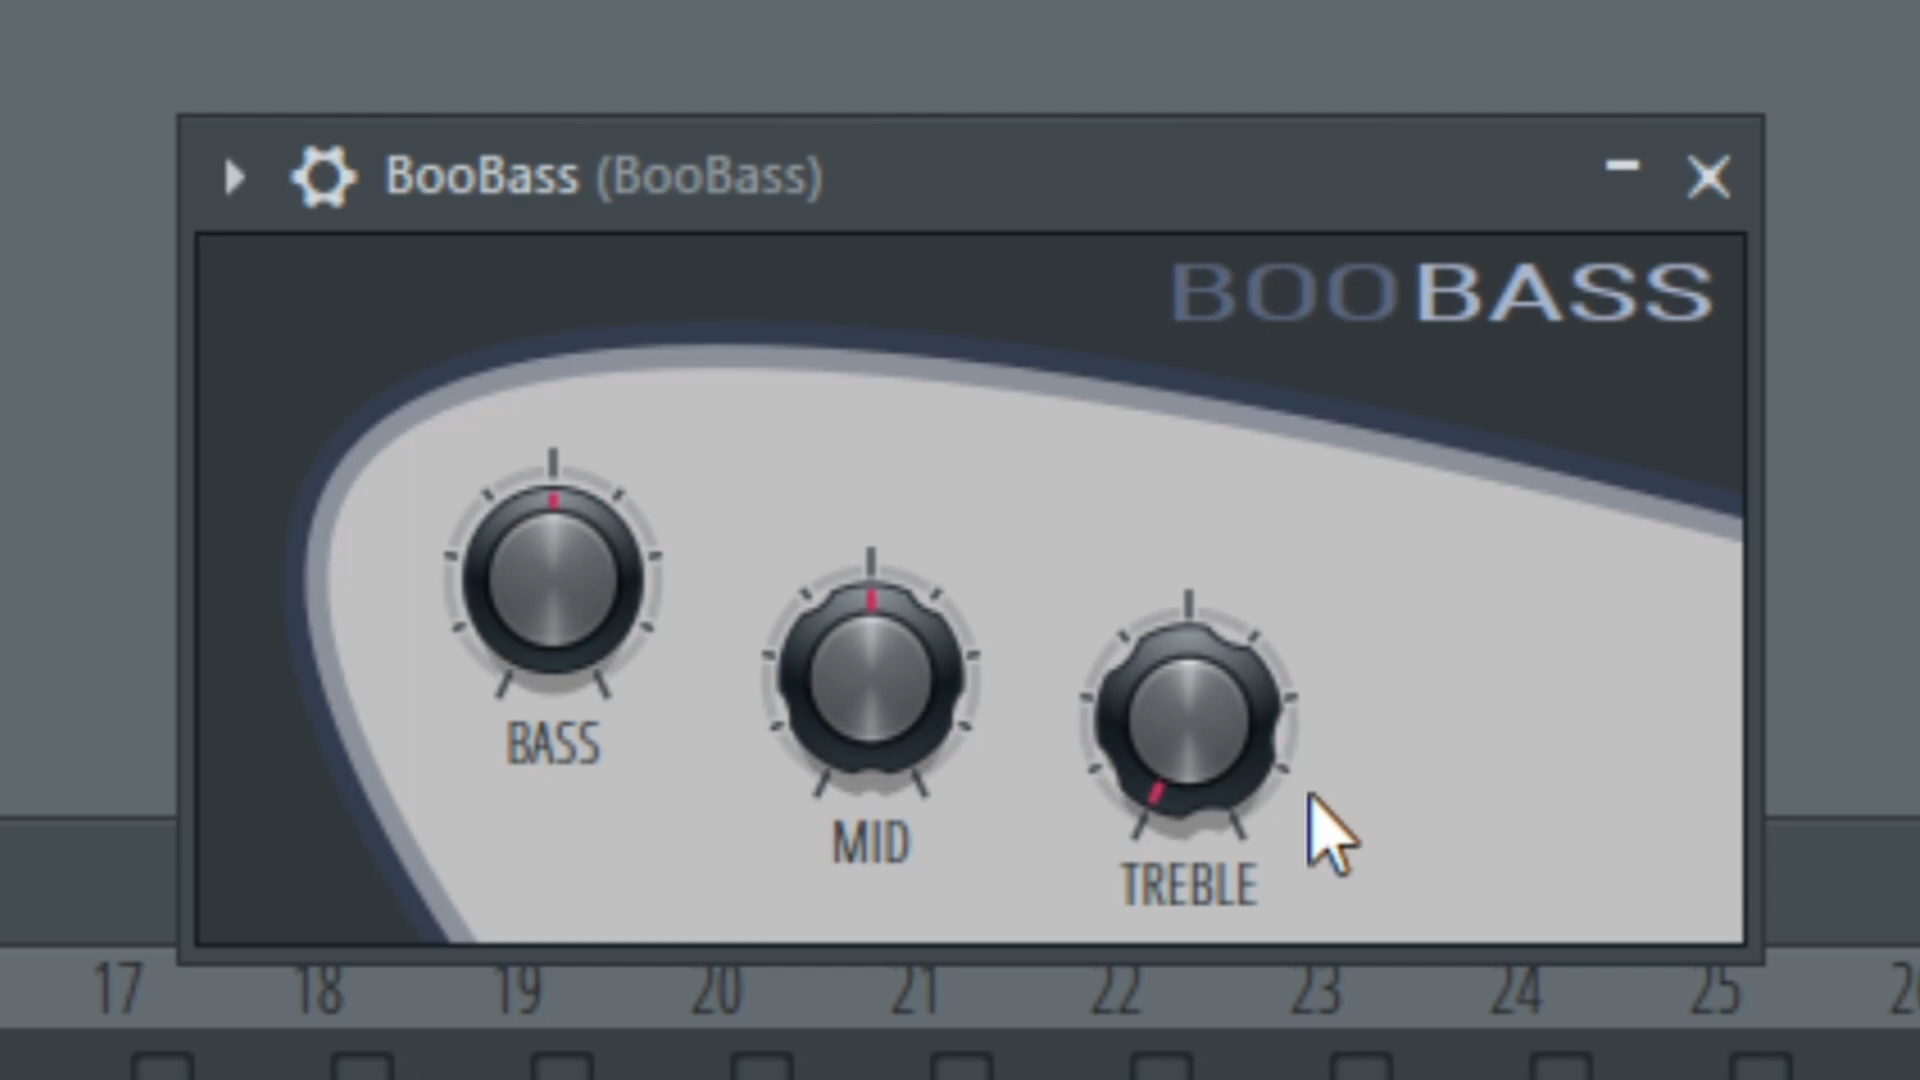 BooBass (BooBass)
BOOBASS
BASS
MID
TREBLE
17 18 19 20 21 22 23 24 25